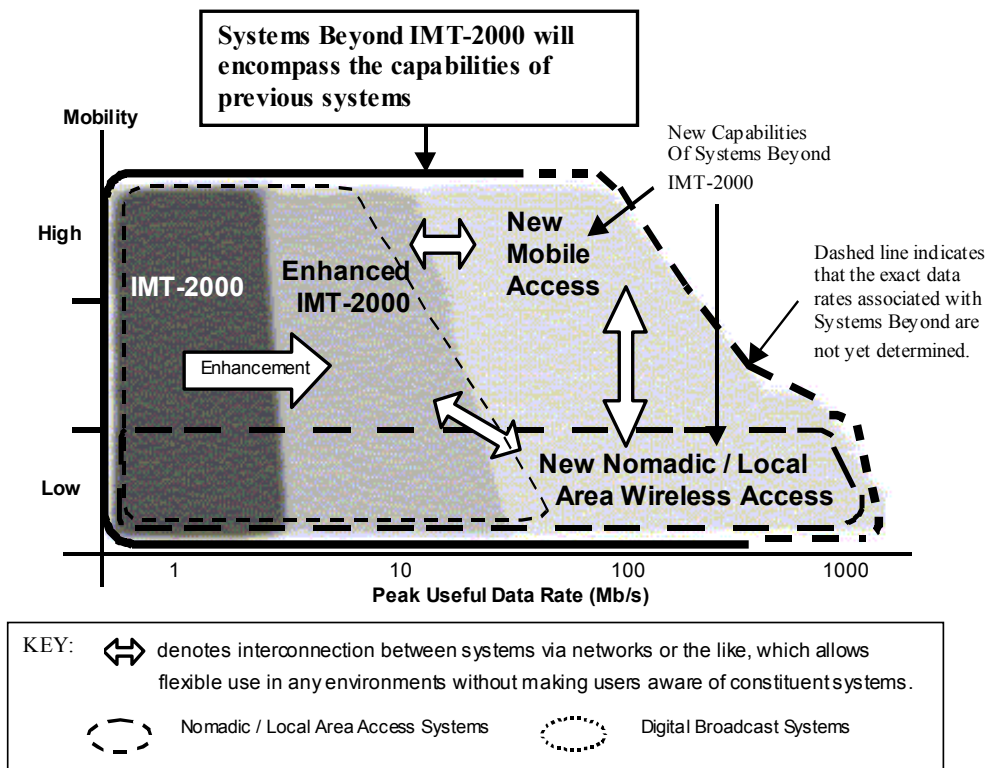 Systems Beyond IMT-2000 will
encompass the capabilities of
previous systems
Mobility
New Capabilities
Of Systems Beyond
IMT-2000
High
New
Mobile
Access
Enhanced
IMT-2000
IMT-2000
Dashed line indicates
that the exact data
rates associated with
Systems Beyond are
not yet determined.
Enhancement
Low
New Nomadic / Local
Area Wireless Access
1 10 100 1000
Peak Useful Data Rate (Mb/s)
KEY:
denotes interconnection between systems via networks or the like, which allows
flexible use in any environments without making users aware of constituent systems.
Nomadic / Local Area Access Systems
Digital Broadcast Systems